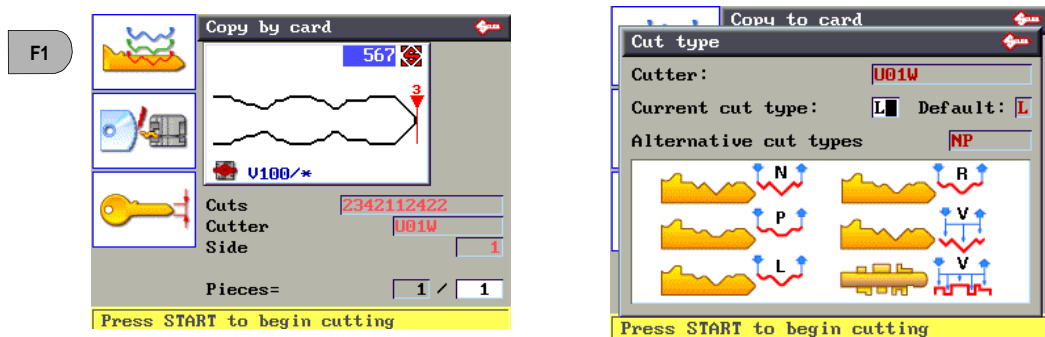 F1
Copy by card
567
3
V100/*
Cuts 2342112422
Cutter U01W
Side 1
Pieces= 1 / 1
Press START to begin cutting
Copy to card
Cut type
Cutter: U01W
Current cut type: L Default: L
Alternative cut types NP
N R
P V
L V
Press START to begin cutting